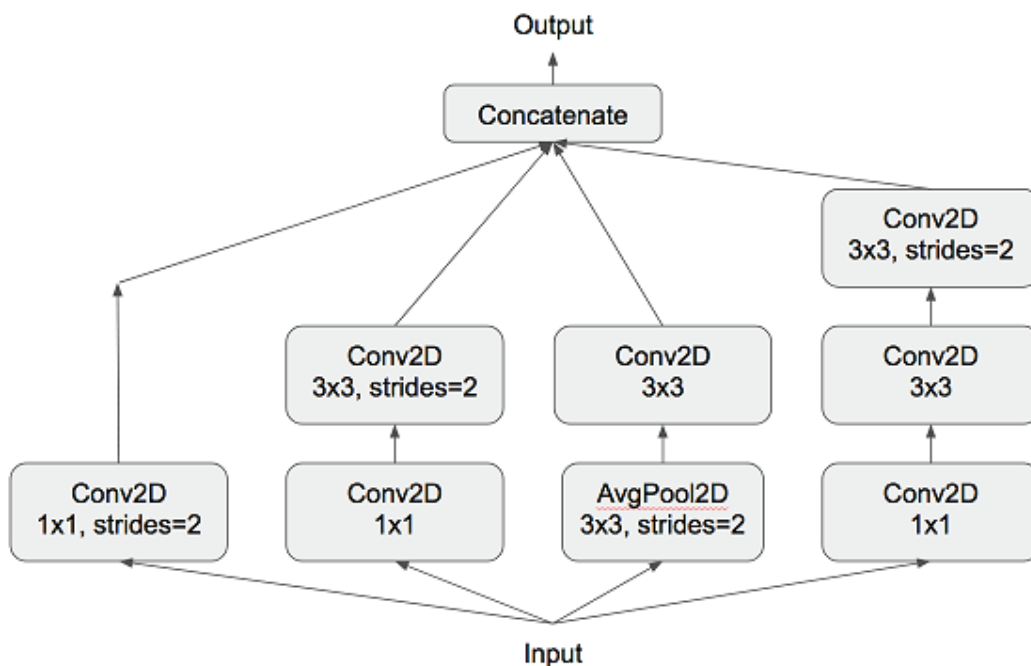 Output
Concatenate
Conv2D
3x3, strides=2
Conv2D
3x3, strides=2
Conv2D
3x3
Conv2D
3x3
Conv2D
1x1, strides=2
Conv2D
1x1
AvgPool2D
3x3, strides=2
Conv2D
1x1
Input